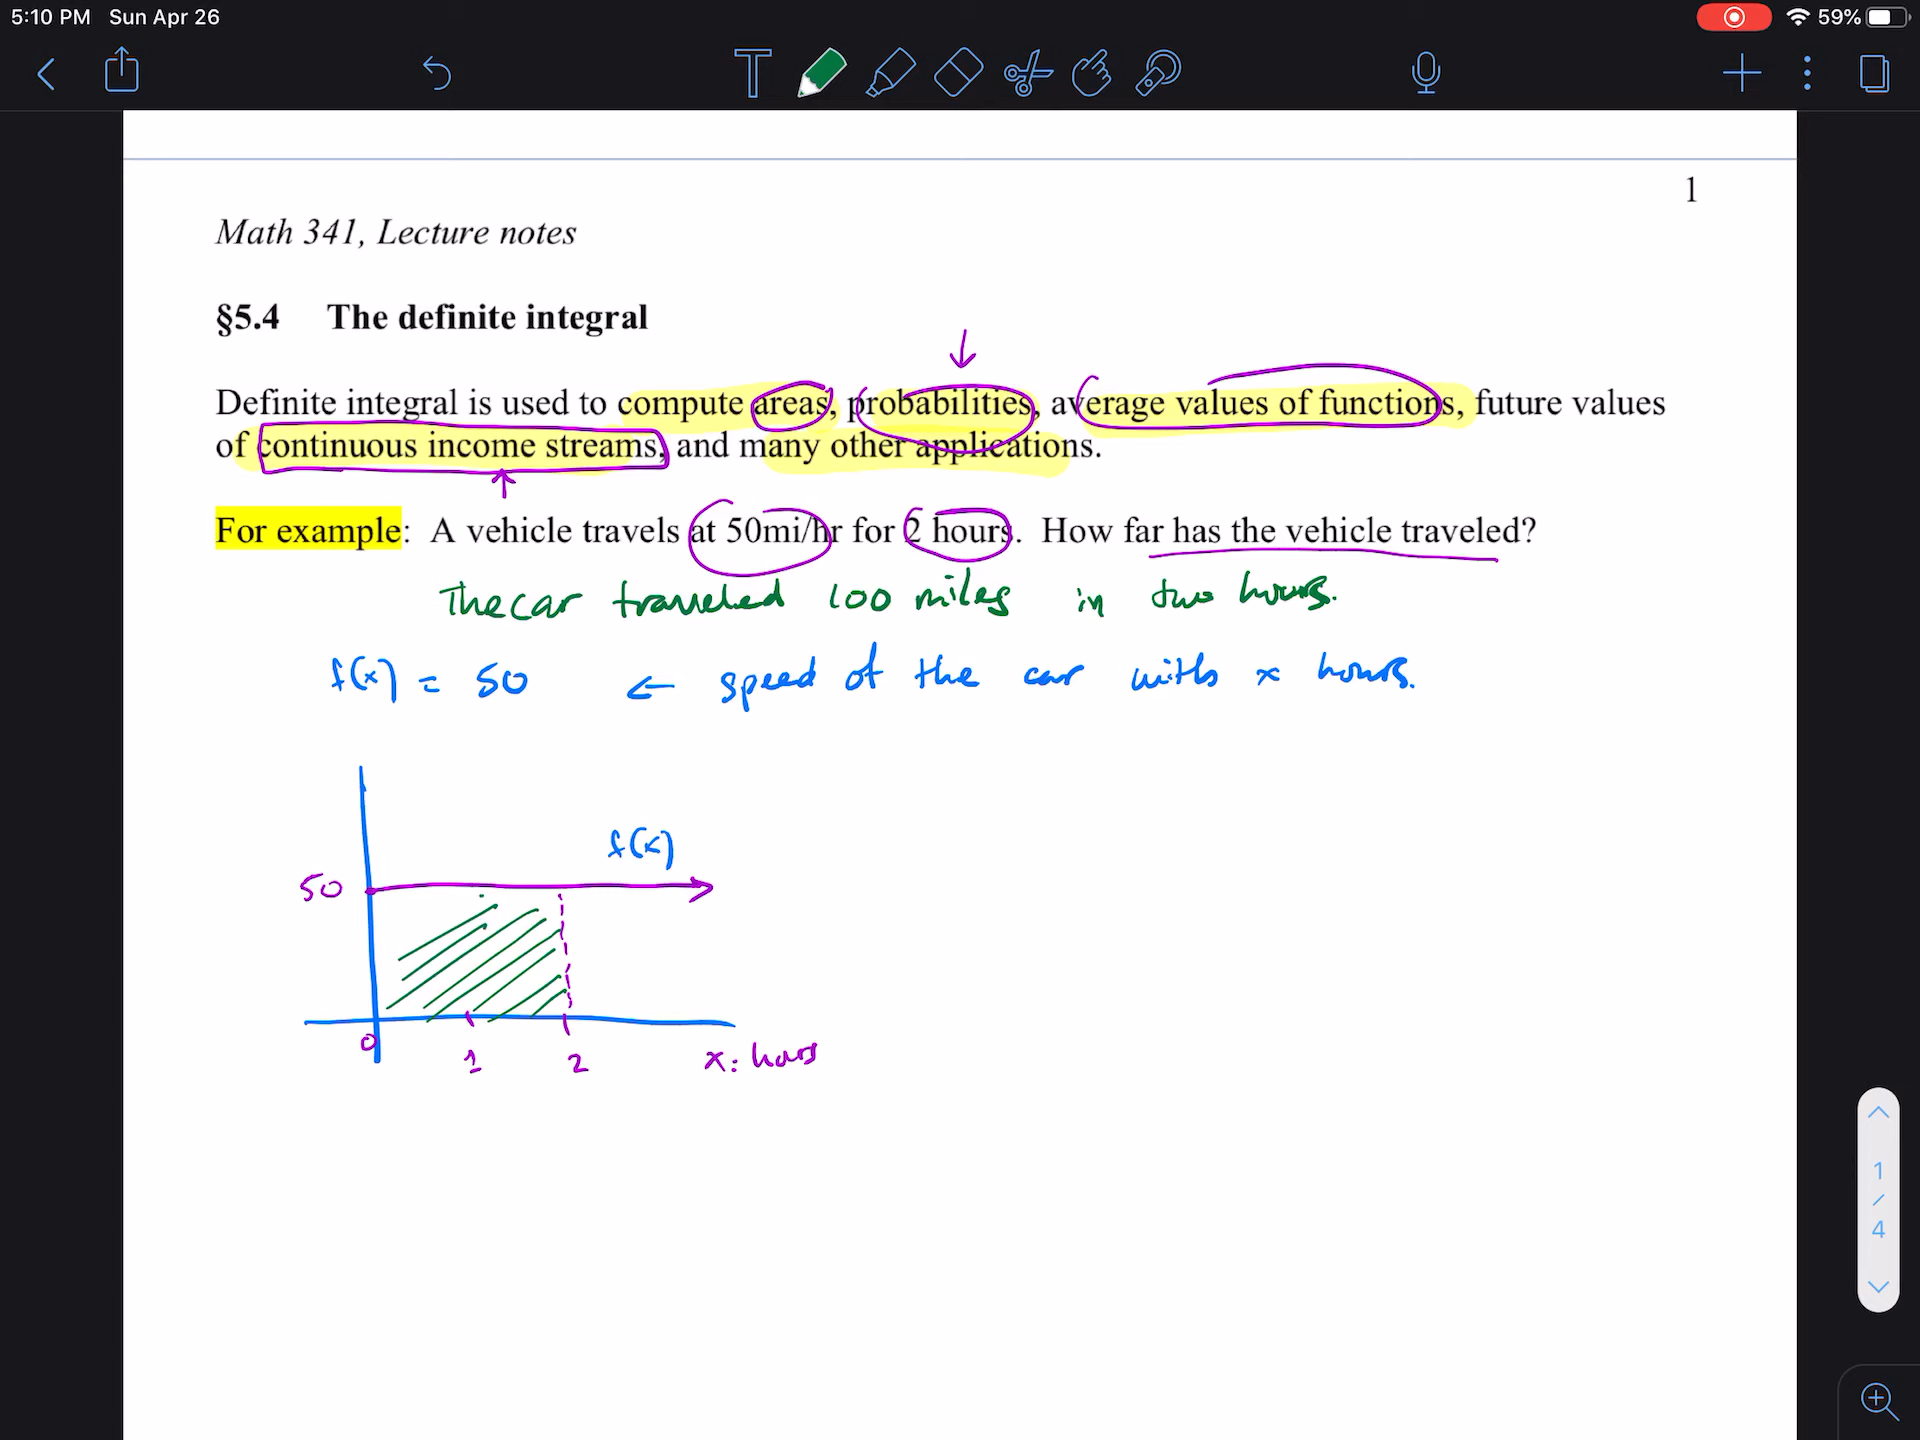 5:10 PM Sun Apr 26
59%
T
1
Math 341, Lecture notes
§5.4 The definite integral
Definite integral is used to compute areas, probabilities, average values of functions, future values
of continuous income streams, and many other applications.
For example: A vehicle travels at 50mi/hr for 2 hours. How far has the vehicle traveled?
The car traveled 100 miles in two hours.
f(x) = 50 ← speed of the car with x hours.
f(x)
50
0 1 2 x: hours
1
/
4